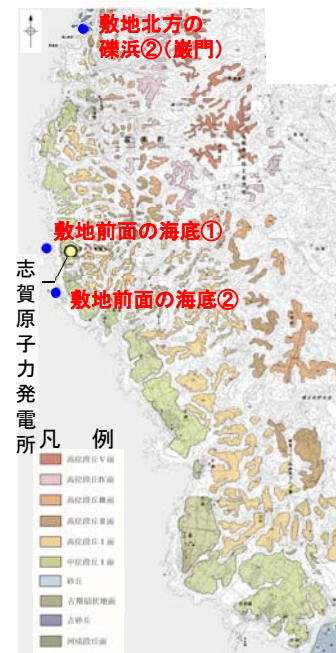 敷地北方の
礫浜②(巌門)
敷地前面の海底①
敷地前面の海底②
志賀原子力発電所
凡 例
高位段丘Ⅴ面
高位段丘Ⅳ面
高位段丘Ⅲ面
高位段丘Ⅱ面
高位段丘Ⅰ面
中位段丘Ⅰ面
砂丘
古期扇状地面
古砂丘
河成段丘面